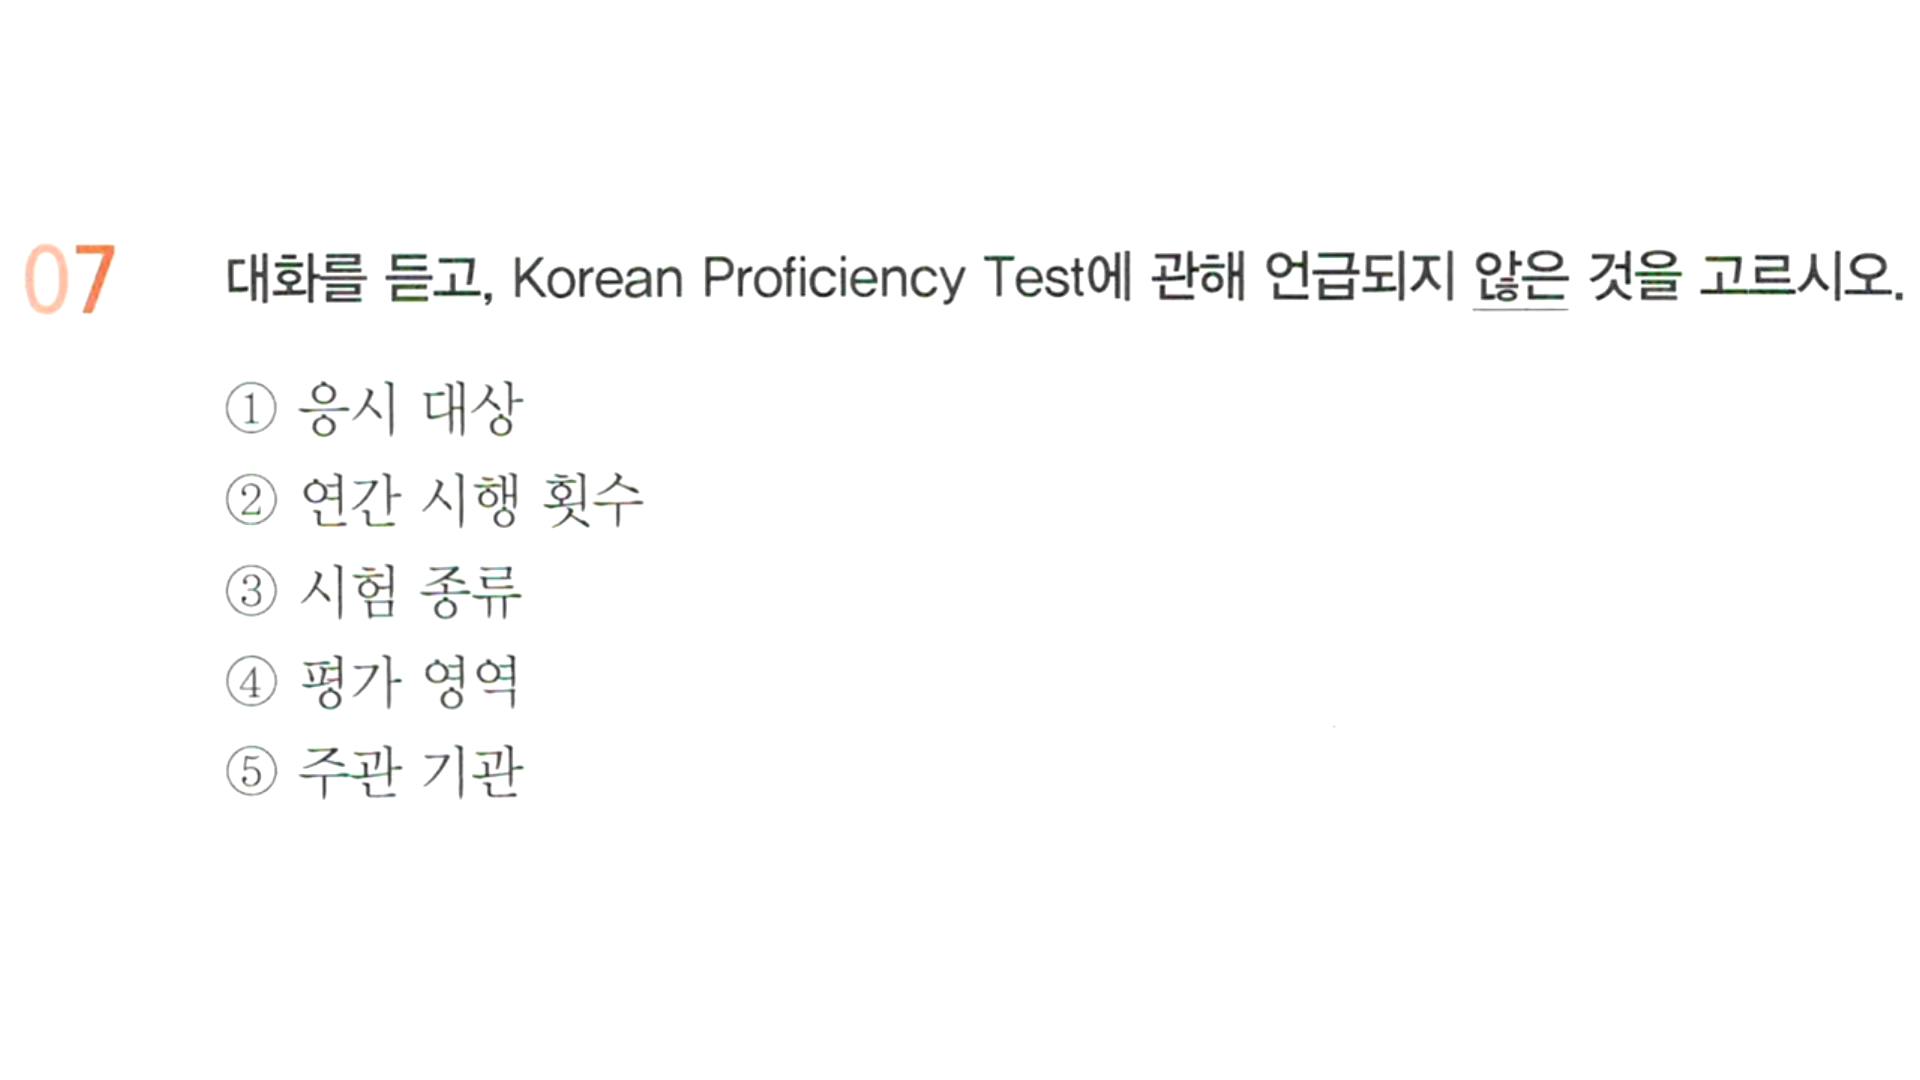 07 대화를 듣고, Korean Proficiency Test에 관해 언급되지 않은 것을 고르시오.
① 응시 대상
② 연간 시행 횟수
③ 시험 종류
④ 평가 영역
⑤ 주관 기관